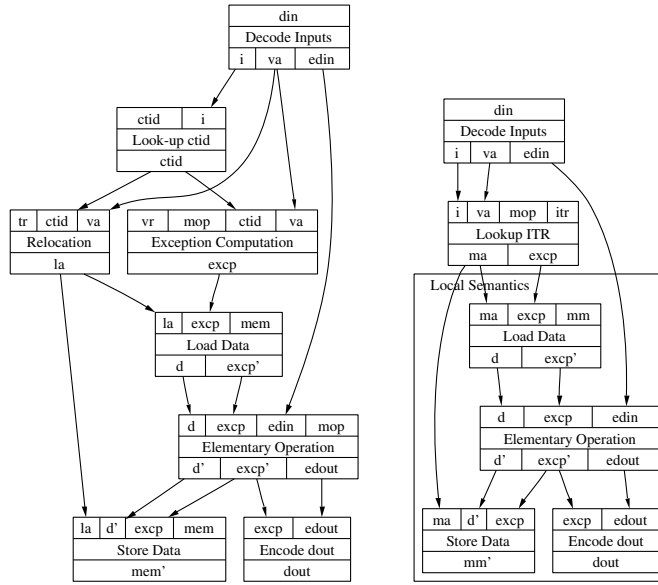 din
Decode Inputs
i va edin
ctid i
Look-up ctid
ctid
tr ctid va
Relocation
la
vr mop ctid va
Exception Computation
excp
la excp mem
Load Data
d excp’
d excp edin mop
Elementary Operation
d’ excp’ edout
la d’ excp mem
Store Data
mem’
excp edout
Encode dout
dout
din
Decode Inputs
i va edin
i va mop itr
Lookup ITR
ma excp
Local Semantics
ma excp mm
Load Data
d excp’
d excp edin
Elementary Operation
d’ excp’ edout
ma d’ excp
Store Data
mm’
excp edout
Encode dout
dout